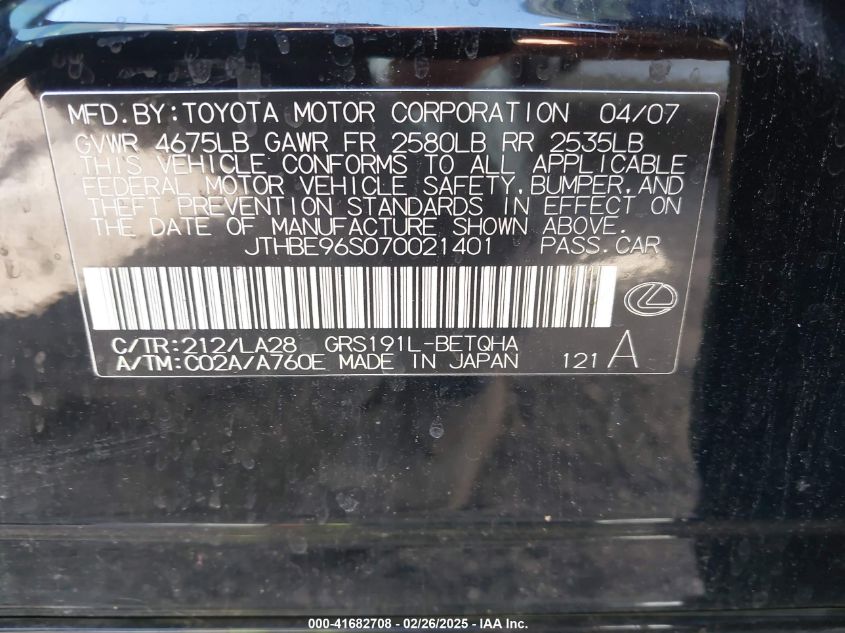 MFD.BY:TOYOTA MOTOR CORPORATION 04/07
GVWR 4675LB GAWR FR 2580LB RR 2535LB
THIS VEHICLE CONFORMS TO ALL APPLICABLE
FEDERAL MOTOR VEHICLE SAFETY,BUMPER,AND
THEFT PREVENTION STANDARDS IN EFFECT ON
THE DATE OF MANUFACTURE SHOWN ABOVE.
JTHBE96S070021401 PASS.CAR
C/TR:212/LA28 GRS191L-BETQHA
A/TM:C02A/A760E MADE IN JAPAN 121 A
000-41682708 - 02/26/2025 - IAA Inc.